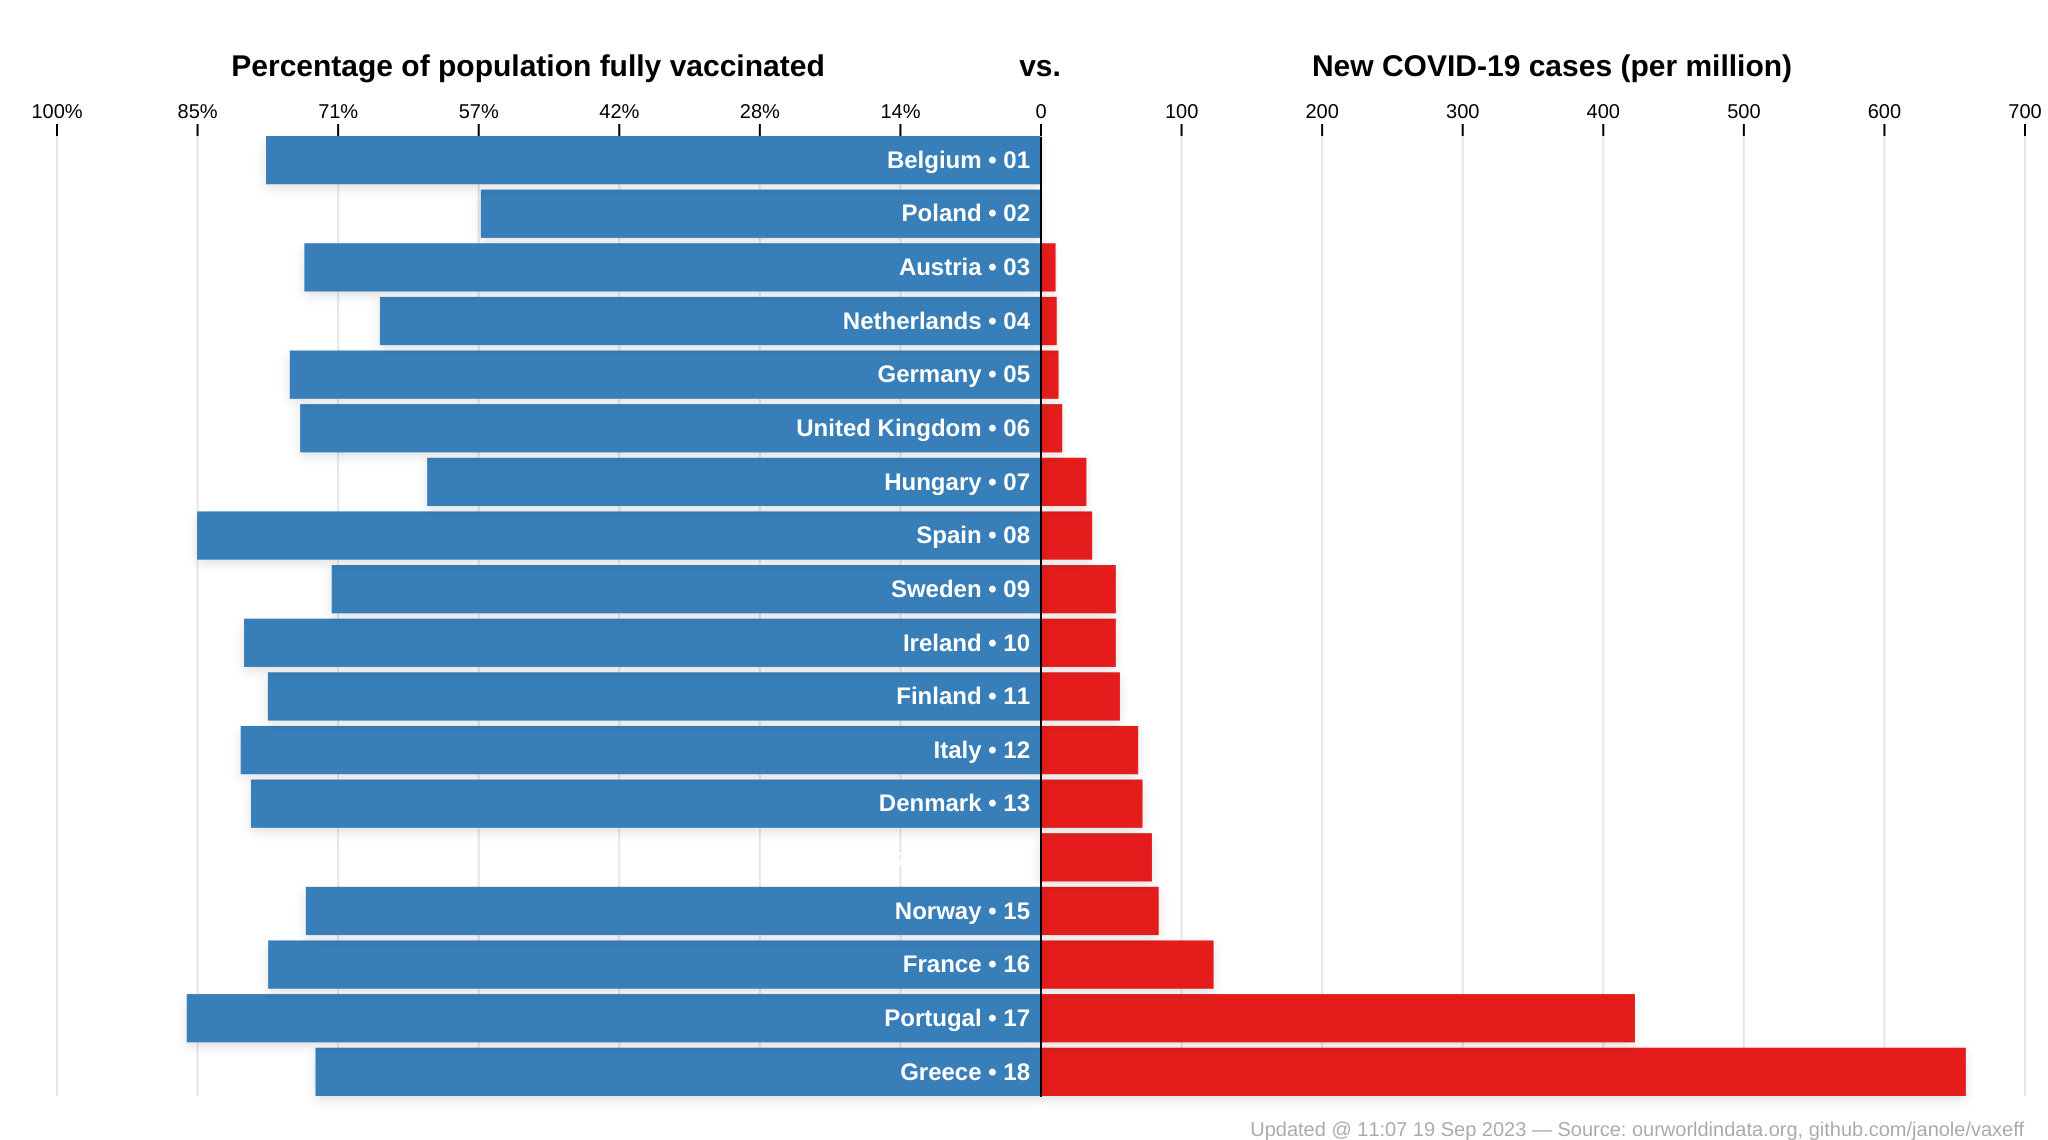 Percentage of population fully vaccinated vs. New COVID-19 cases (per million)
100% 85% 71% 57% 42% 28% 14% 0 100 200 300 400 500 600 700
Belgium • 01
Poland • 02
Austria • 03
Netherlands • 04
Germany • 05
United Kingdom • 06
Hungary • 07
Spain • 08
Sweden • 09
Ireland • 10
Finland • 11
Italy • 12
Denmark • 13
Norway • 15
France • 16
Portugal • 17
Greece • 18
Updated @ 11:07 19 Sep 2023 — Source: ourworldindata.org, github.com/janole/vaxeff